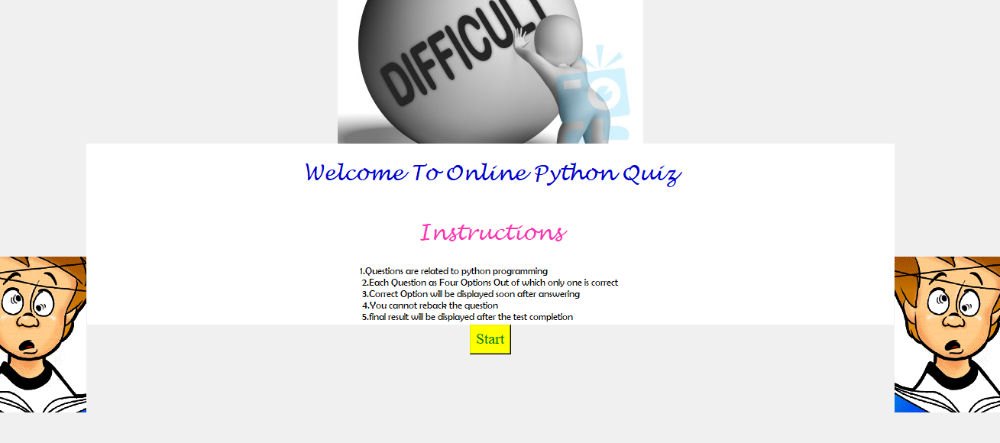 DIFFICULT
Welcome To Online Python Quiz
Instructions
1.Questions are related to python programming
2.Each Question as Four Options Out of which only one is correct
3.Correct Option will be displayed soon after answering
4.You cannot reback the question
5.final result will be displayed after the test completion
Start